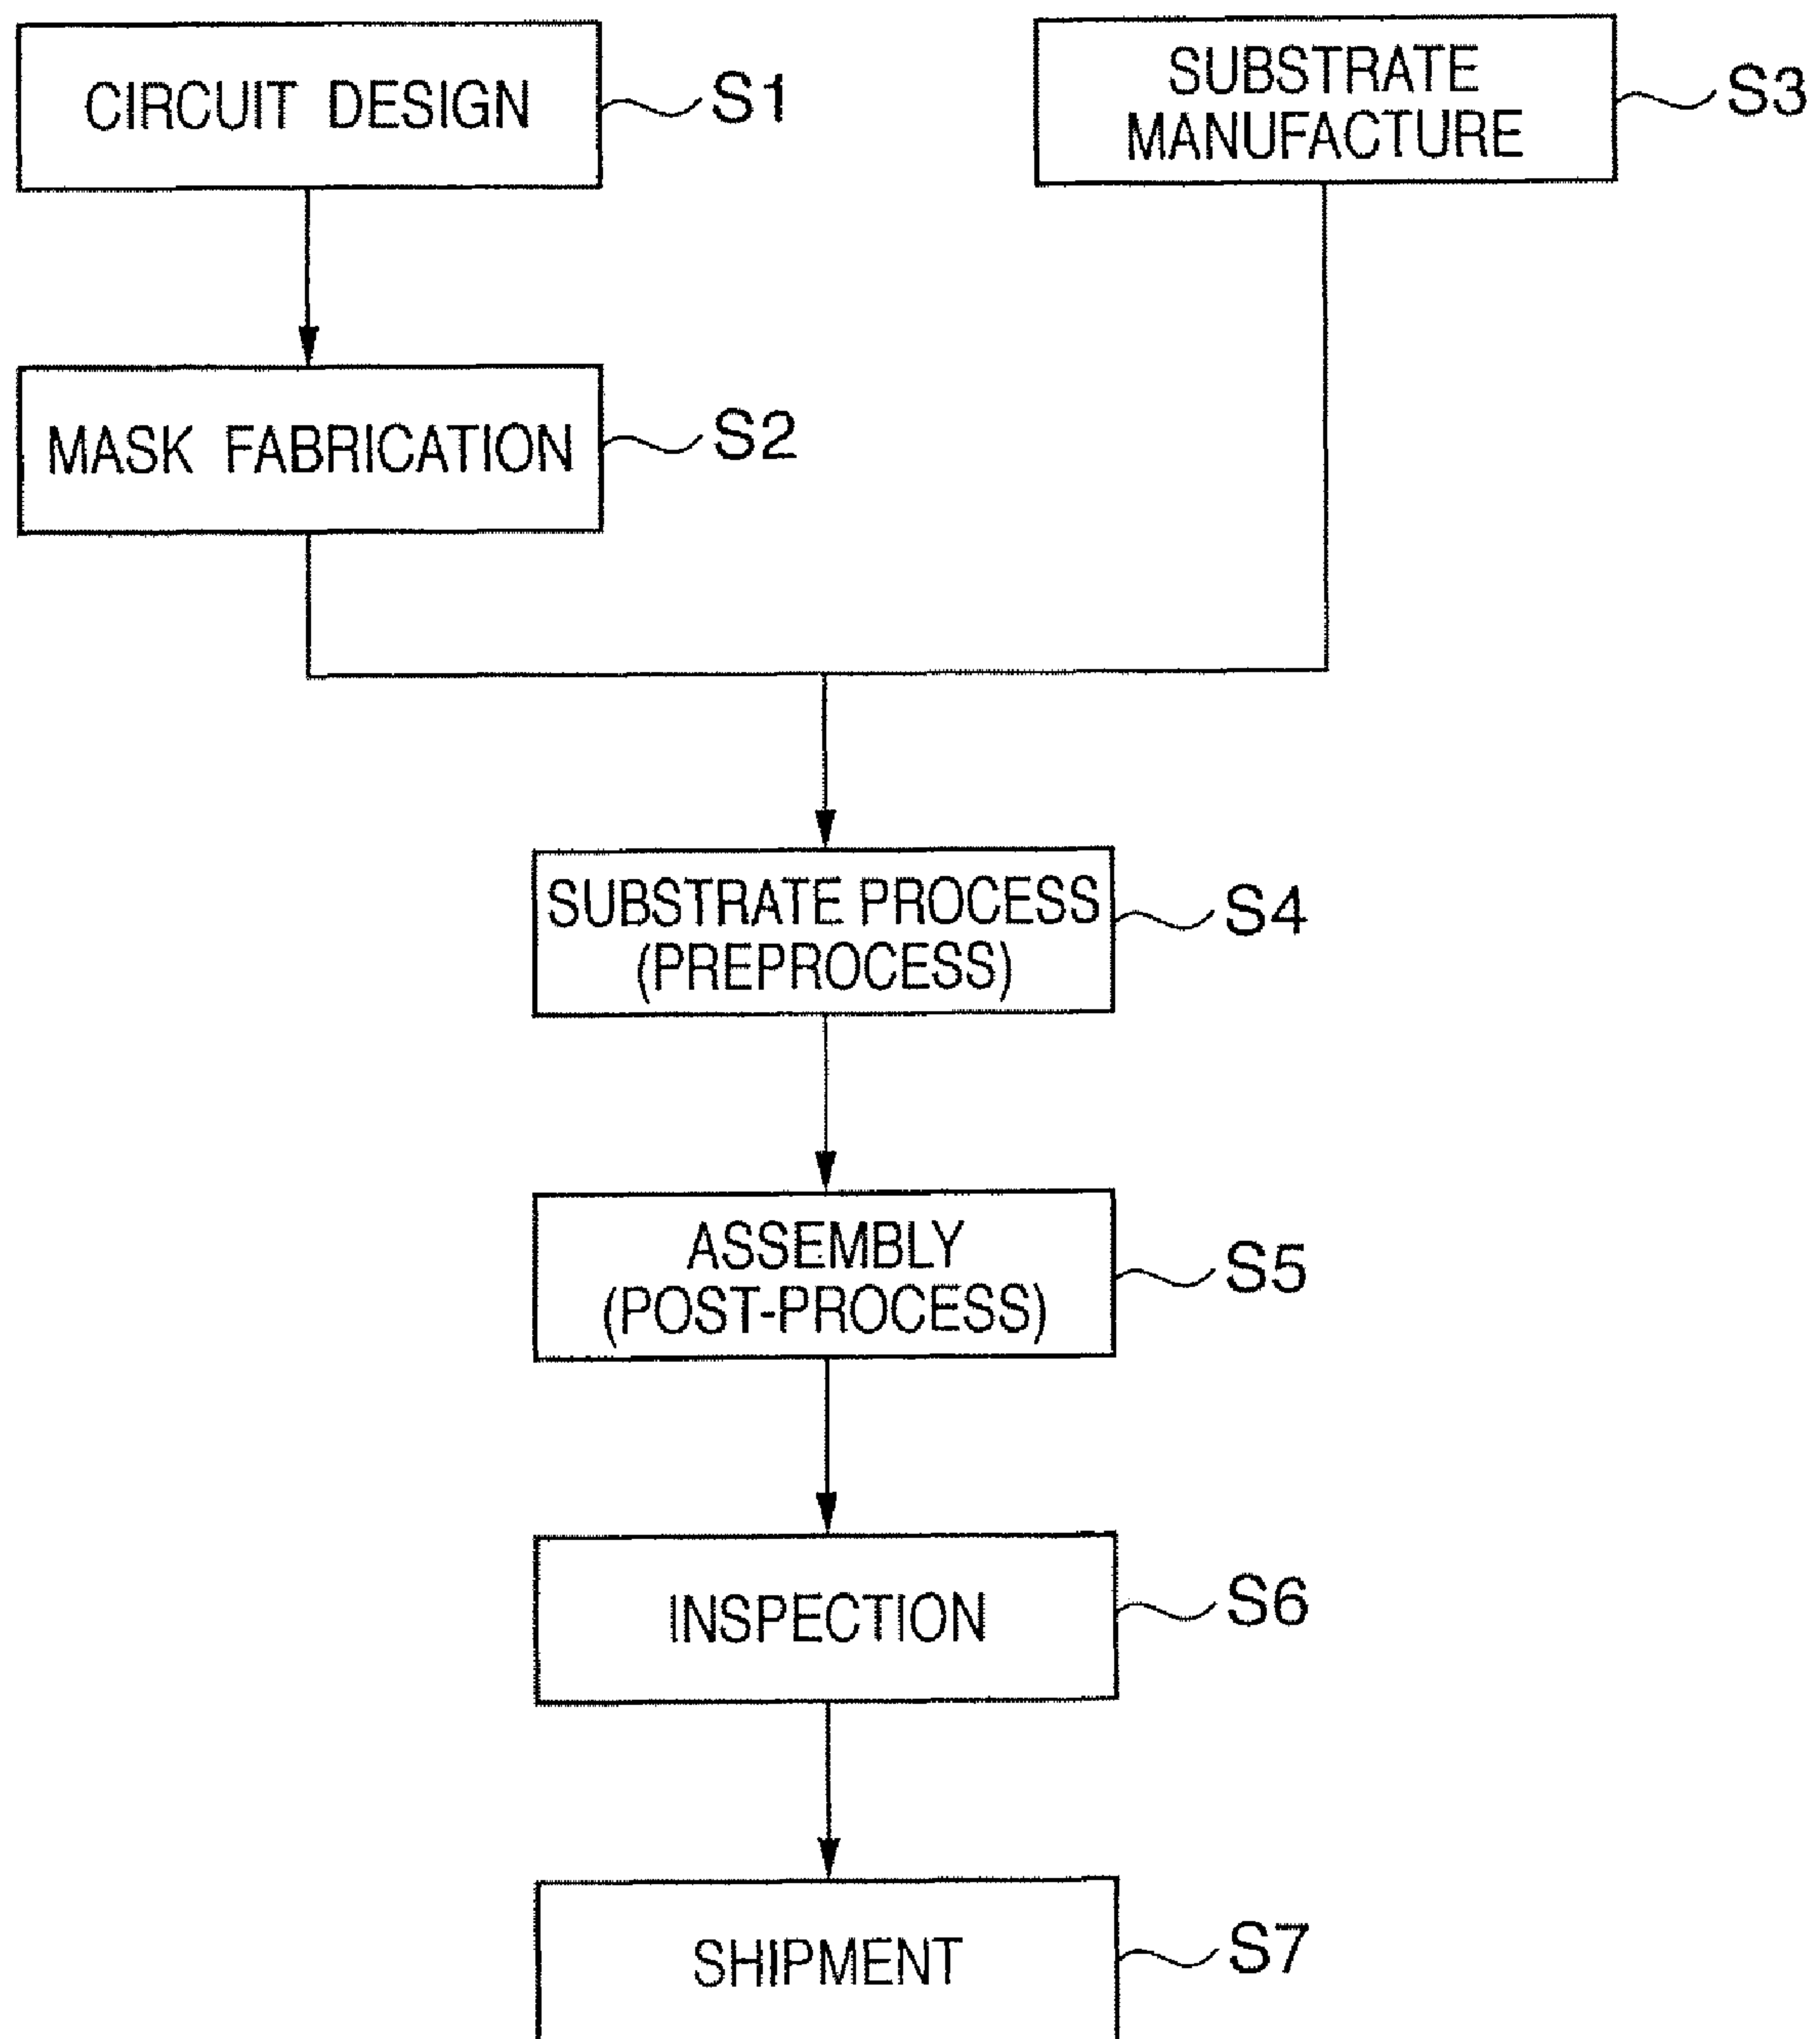 CIRCUIT DESIGN
S1
SUBSTRATE
MANUFACTURE
S3
MASK FABRICATION
S2
SUBSTRATE PROCESS
(PREPROCESS)
S4
ASSEMBLY
(POST-PROCESS)
S5
INSPECTION
S6
SHIPMENT
S7